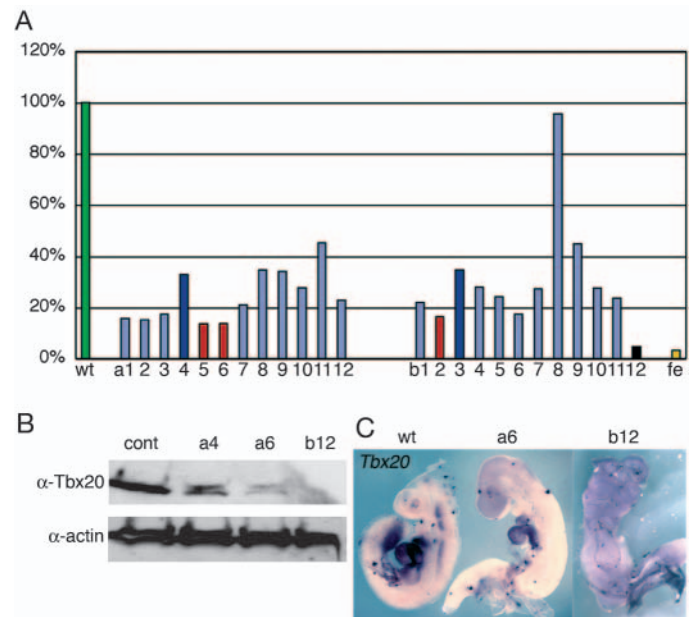 A
120%
100%
80%
60%
40%
20%
0%
wt a1 2 3 4 5 6 7 8 9 10 11 12 b1 2 3 4 5 6 7 8 9 10 11 12 fe
B
cont a4 a6 b12
α-Tbx20
α-actin
C
wt a6 b12
Tbx20